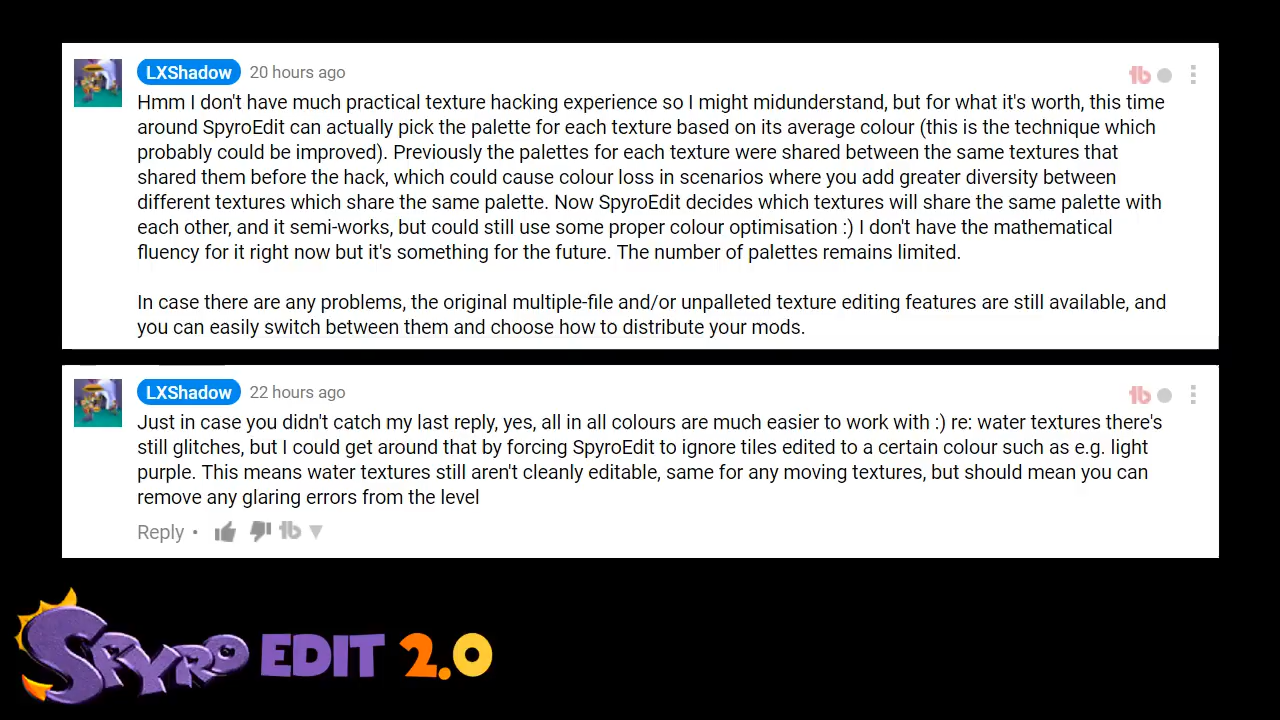 LXShadow 20 hours ago
Hmm I don't have much practical texture hacking experience so I might midunderstand, but for what it's worth, this time
around SpyroEdit can actually pick the palette for each texture based on its average colour (this is the technique which
probably could be improved). Previously the palettes for each texture were shared between the same textures that
shared them before the hack, which could cause colour loss in scenarios where you add greater diversity between
different textures which share the same palette. Now SpyroEdit decides which textures will share the same palette with
each other, and it semi-works, but could still use some proper colour optimisation :) I don't have the mathematical
fluency for it right now but it's something for the future. The number of palettes remains limited.
In case there are any problems, the original multiple-file and/or unpalleted texture editing features are still available, and
you can easily switch between them and choose how to distribute your mods.
LXShadow 22 hours ago
Just in case you didn't catch my last reply, yes, all in all colours are much easier to work with :) re: water textures there's
still glitches, but I could get around that by forcing SpyroEdit to ignore tiles edited to a certain colour such as e.g. light
purple. This means water textures still aren't cleanly editable, same for any moving textures, but should mean you can
remove any glaring errors from the level
Reply •
SPYRO EDIT 2.0